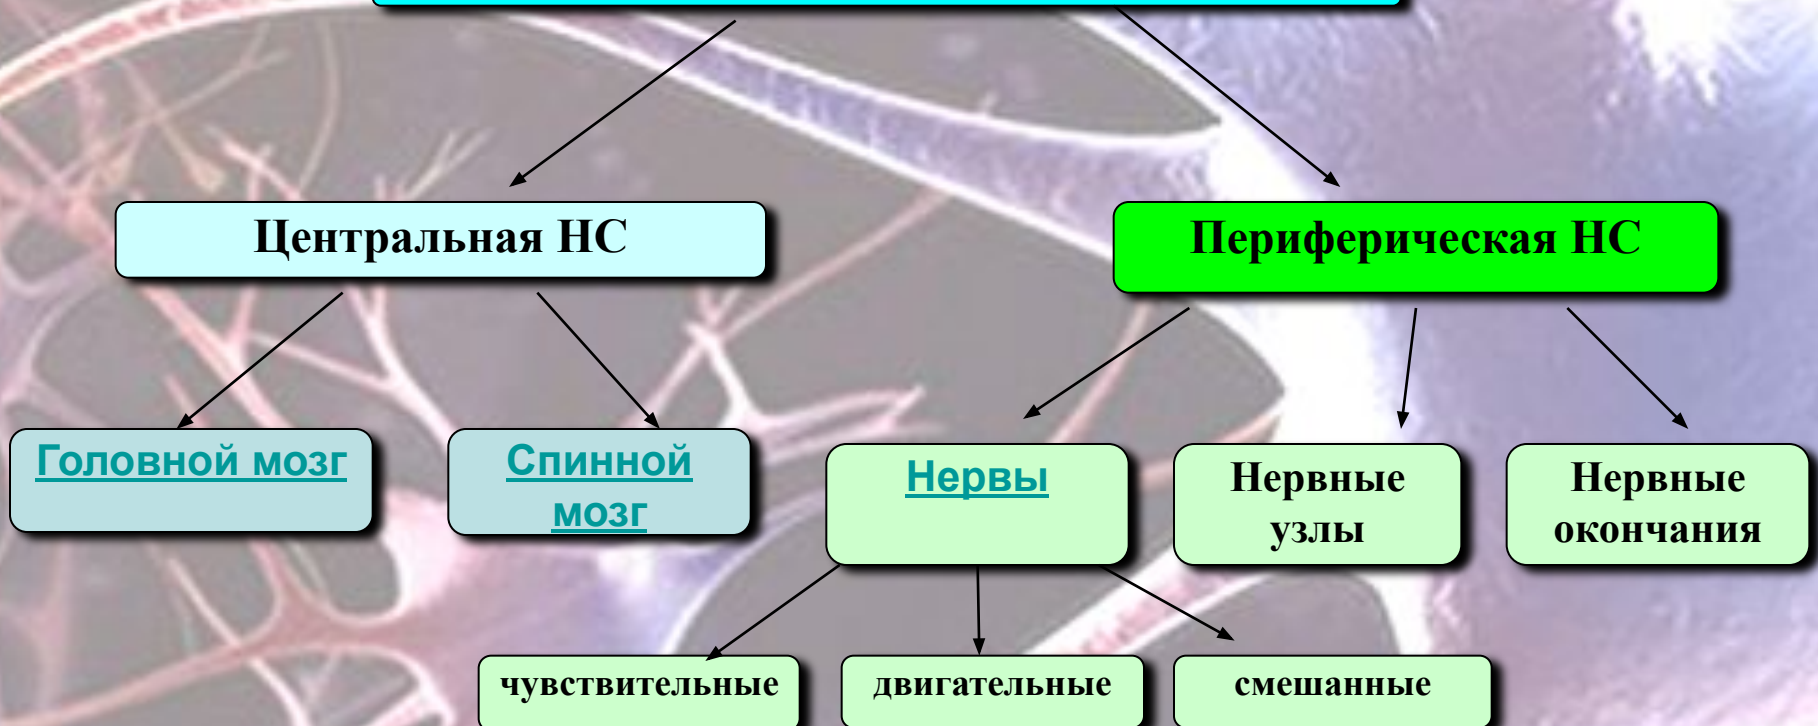 Центральная НС
Периферическая НС
Головной мозг
Спинной
мозг
Нервы
Нервные
узлы
Нервные
окончания
чувствительные
двигательные
смешанные